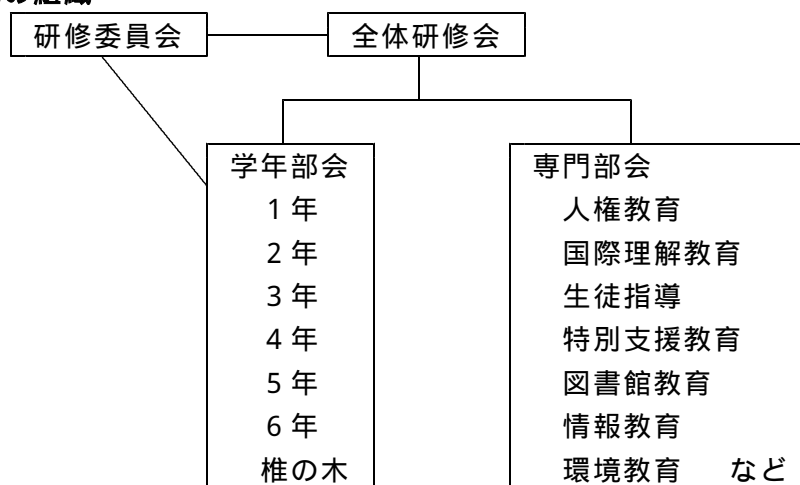 の組織
研修委員会
全体研修会
学年部会
1年
2年
3年
4年
5年
6年
椎の木
専門部会
人権教育
国際理解教育
生徒指導
特別支援教育
図書館教育
情報教育
環境教育 など